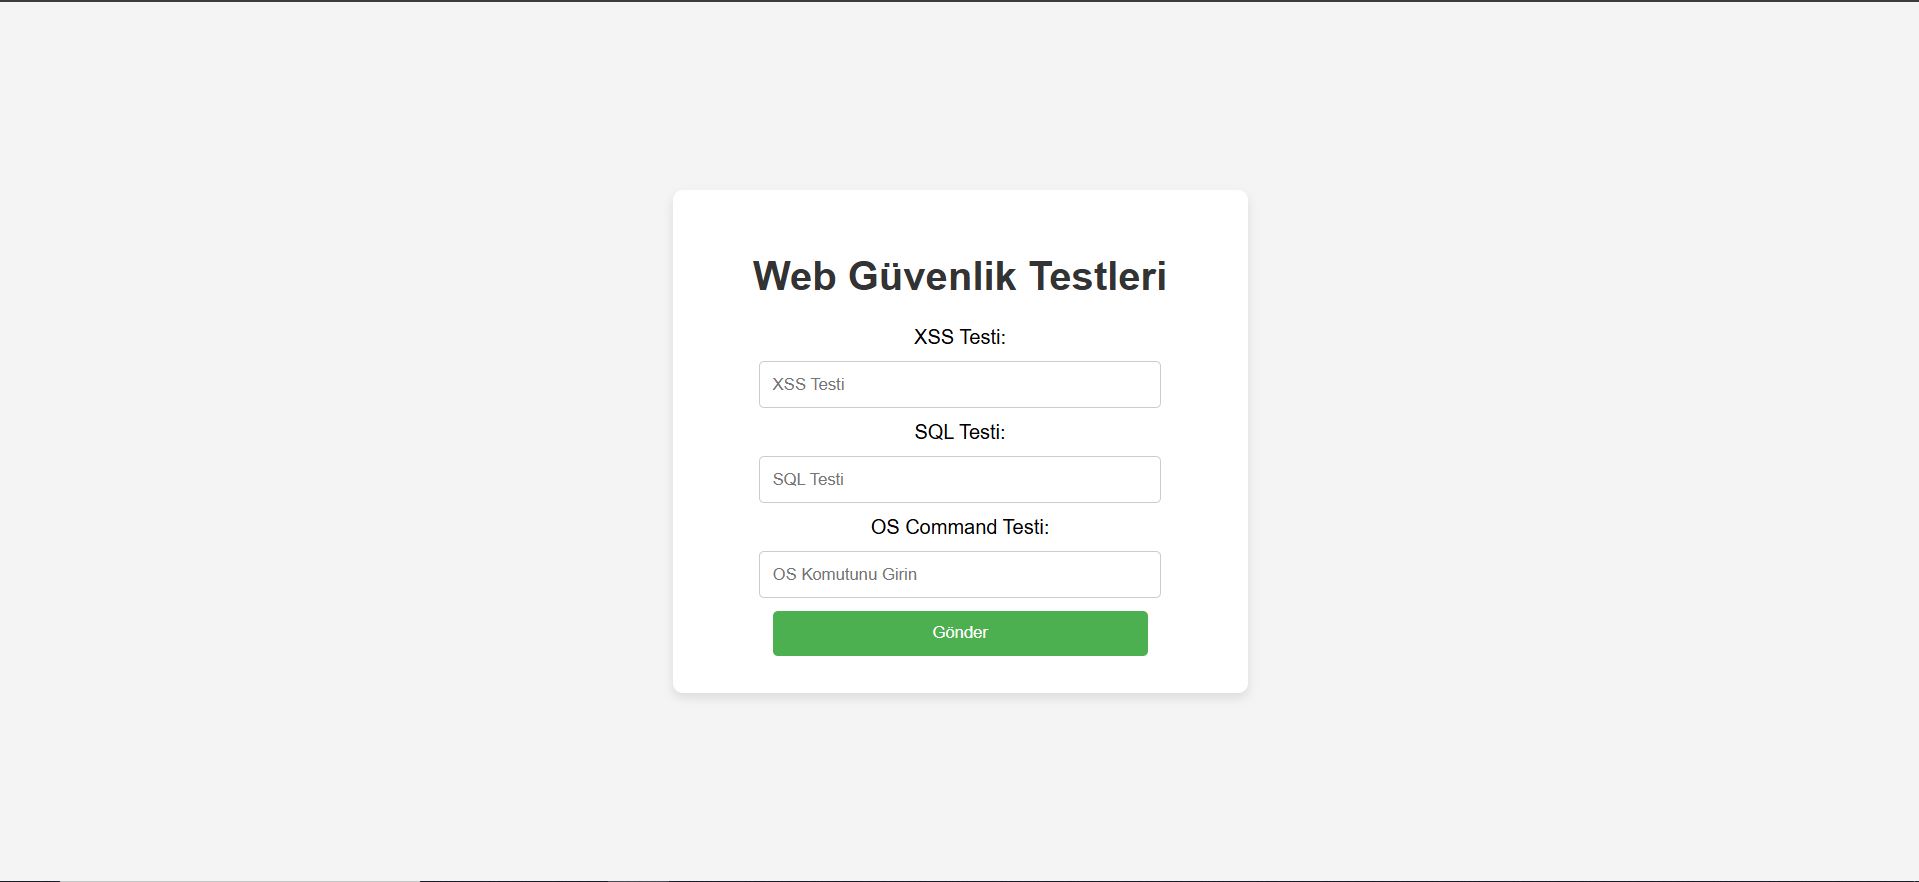 Web Güvenlik Testleri
XSS Testi:
XSS Testi
SQL Testi:
SQL Testi
OS Command Testi:
OS Komutunu Girin
Gönder